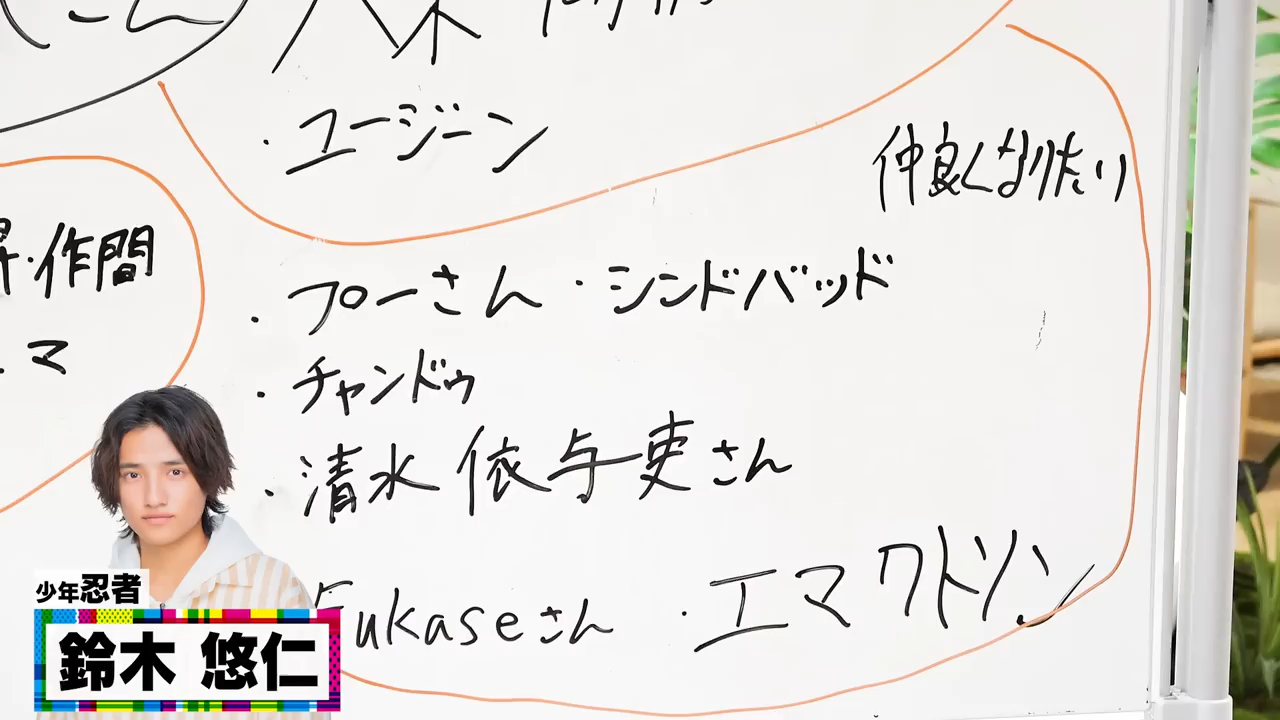 さん
・ユージーン
仲良くなりたい
・作間
マ
・プーさん ・シンドバッド
・チャンドゥ
・清水 依与吏さん
Fukaseさん ・エマワトソン
少年忍者
鈴木 悠仁